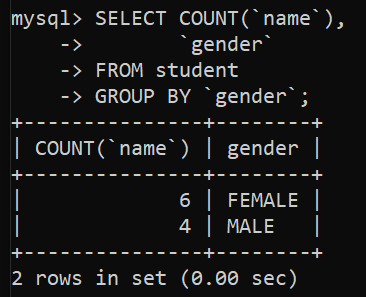 mysql> SELECT COUNT(`name`),
    ->        `gender`
    -> FROM student
    -> GROUP BY `gender`;
+---------------+--------+
| COUNT(`name`) | gender |
+---------------+--------+
|             6 | FEMALE |
|             4 | MALE   |
+---------------+--------+
2 rows in set (0.00 sec)